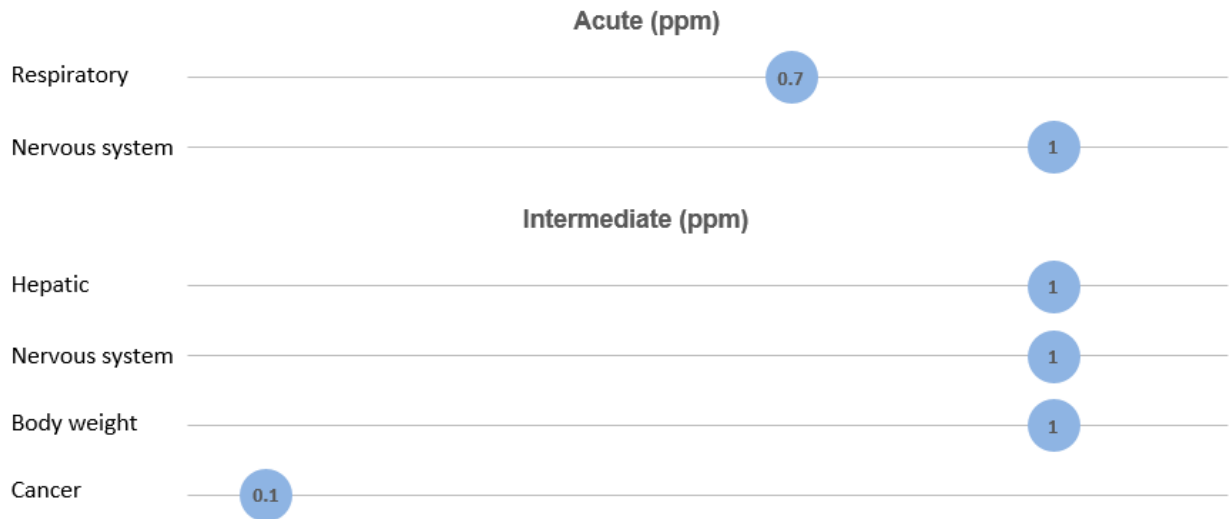 Acute (ppm)
Respiratory 0.7
Nervous system 1
Intermediate (ppm)
Hepatic 1
Nervous system 1
Body weight 1
Cancer 0.1